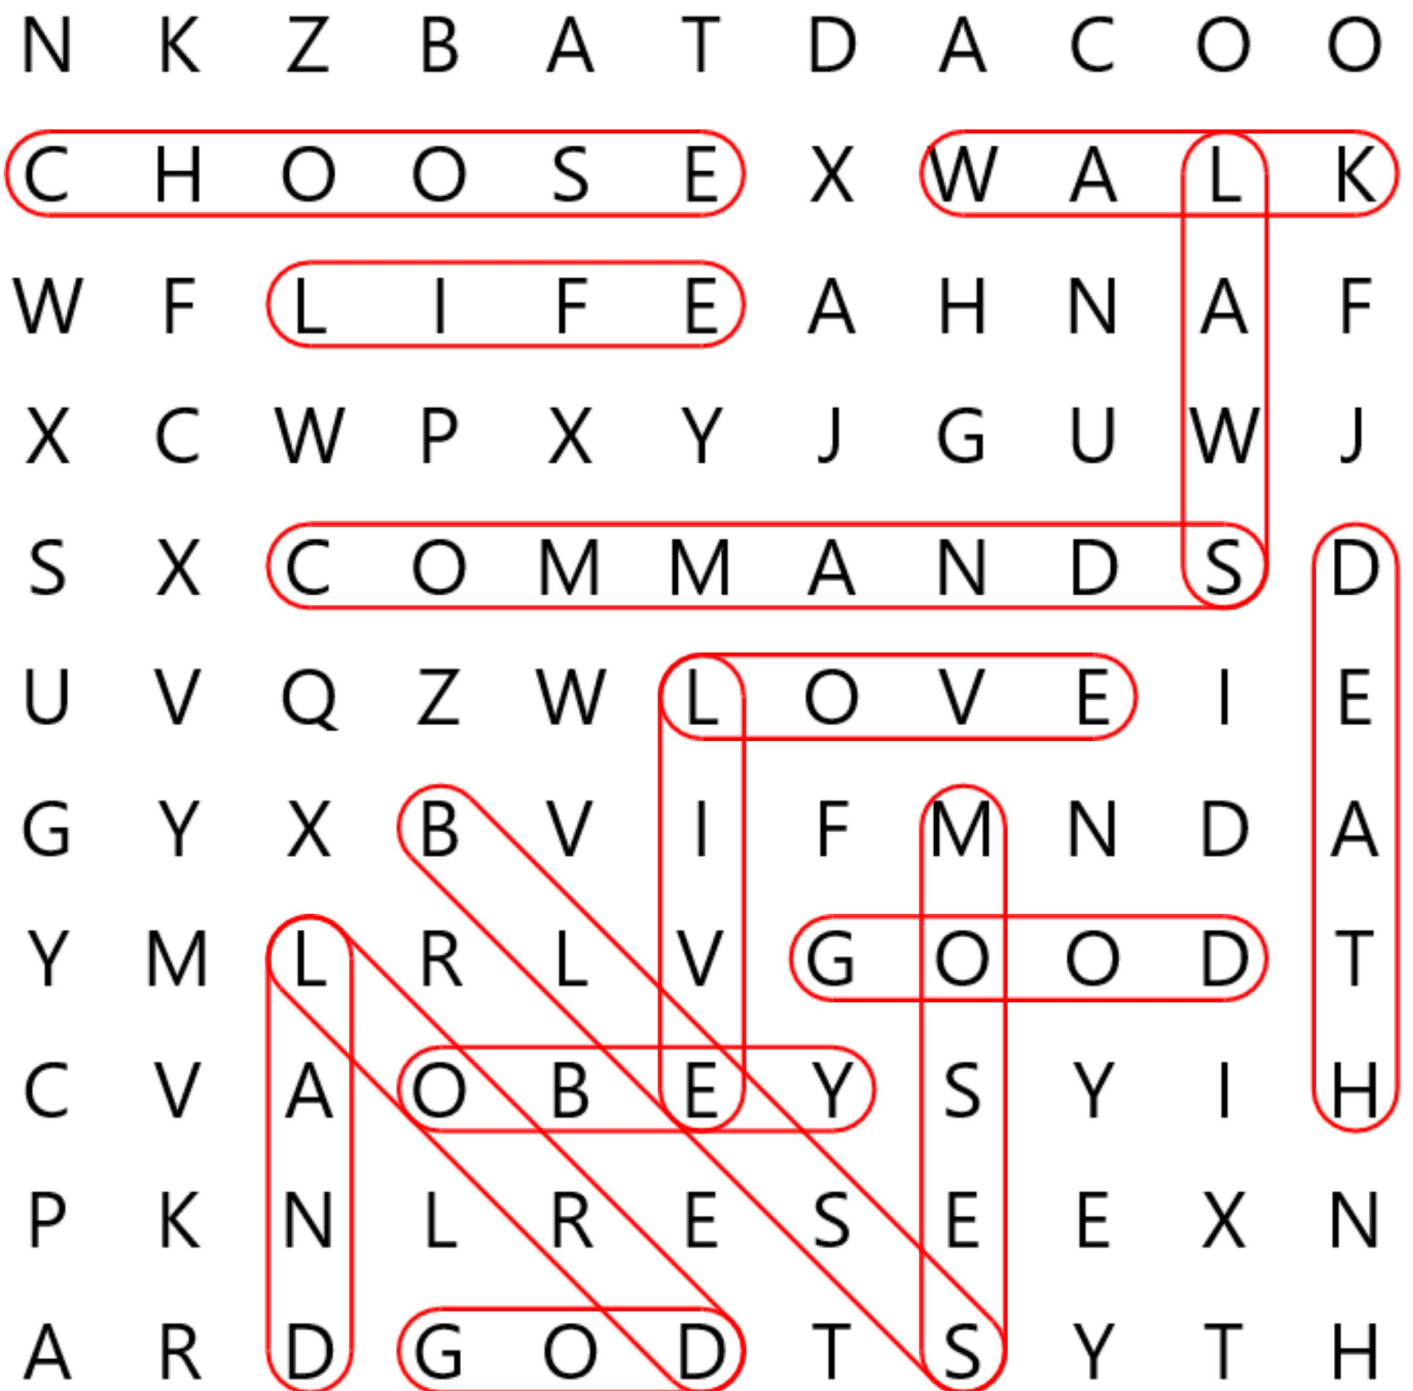 N K Z B A T D A C O O
C H O O S E X W A L K
W F L I F E A H N A F
X C W P X Y J G U W J
S X C O M M A N D S D
U V Q Z W L O V E I E
G Y X B V I F M N D A
Y M L R L V G O O D T
C V A O B E Y S Y I H
P K N L R E S E E X N
A R D G O D T S Y T H